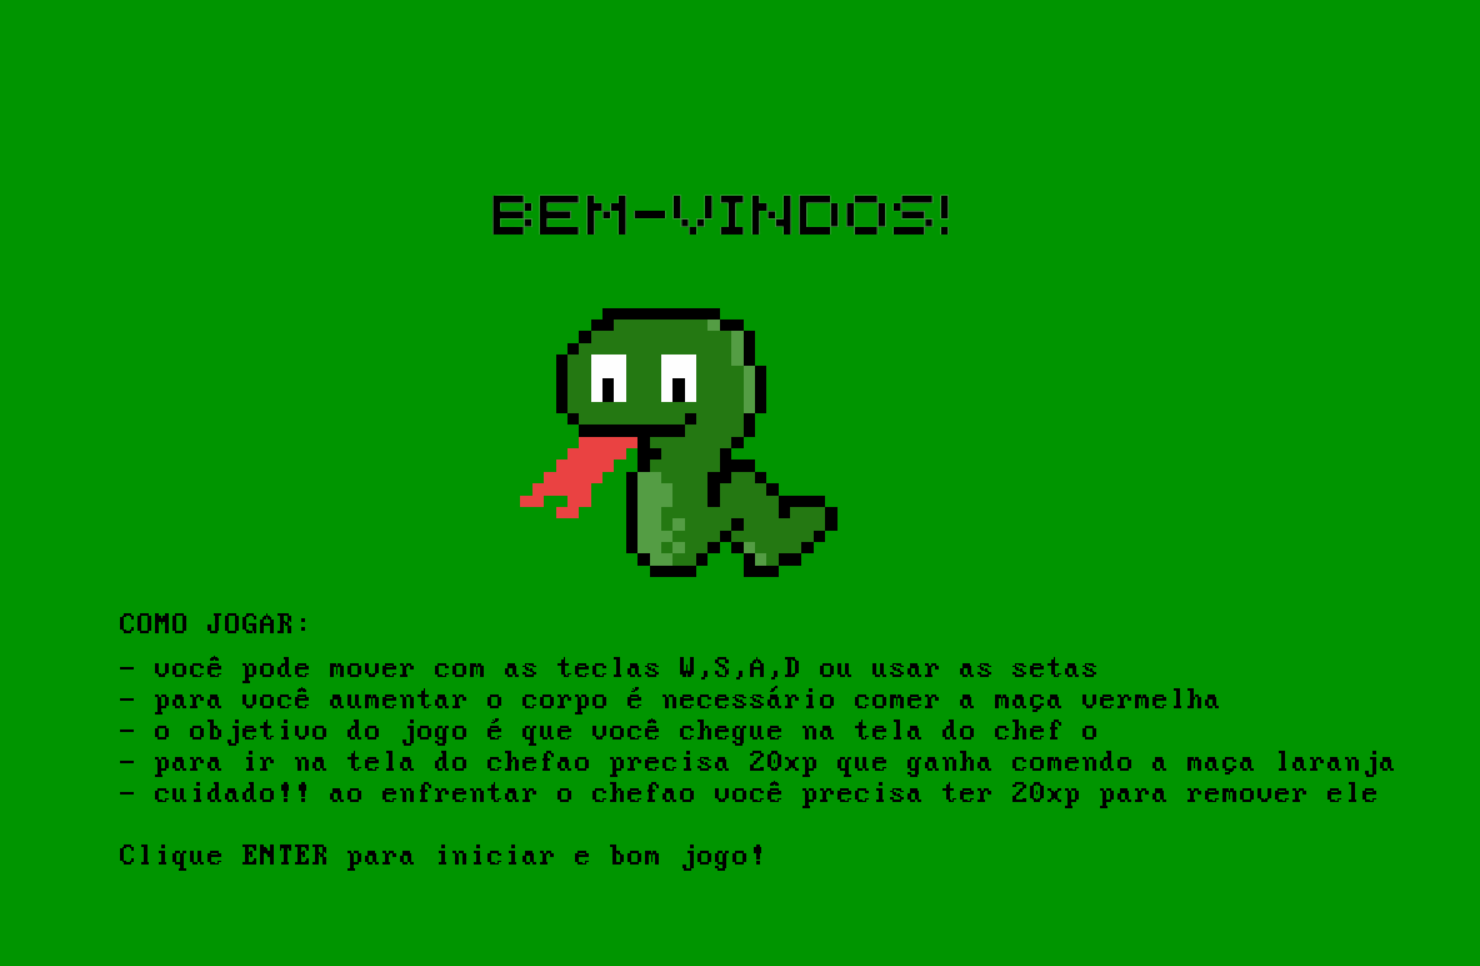 BEM-VINDOS!
COMO JOGAR:
- você pode mover com as teclas W,S,A,D ou usar as setas
- para você aumentar o corpo é necessário comer a maça vermelha
- o objetivo do jogo é que você chegue na tela do chef o
- para ir na tela do chefao precisa 20xp que ganha comendo a maça laranja
- cuidado!! ao enfrentar o chefao você precisa ter 20xp para remover ele
Clique ENTER para iniciar e bom jogo!